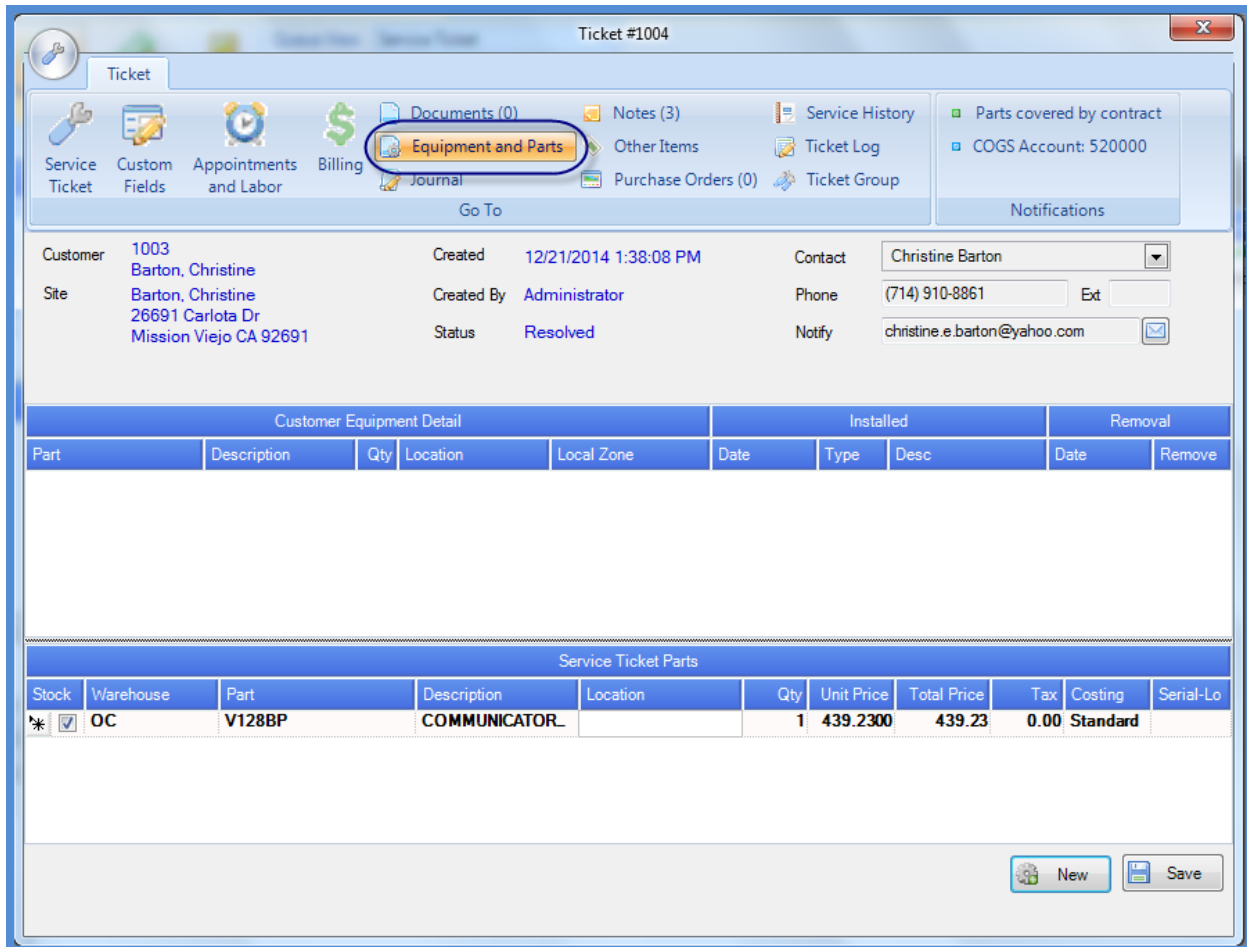 Ticket #1004
Ticket
Service Ticket
Custom Fields
Appointments and Labor
Billing
Documents (0)
Equipment and Parts
Journal
Notes (3)
Other Items
Purchase Orders (0)
Service History
Ticket Log
Ticket Group
Go To
Parts covered by contract
COGS Account: 520000
Notifications
Customer 1003
Barton, Christine
Site Barton, Christine
26691 Carlota Dr
Mission Viejo CA 92691
Created 12/21/2014 1:38:08 PM
Created By Administrator
Status Resolved
Contact Christine Barton
Phone (714) 910-8861 Ext
Notify christine.e.barton@yahoo.com
Customer Equipment Detail Installed Removal
Part Description Qty Location Local Zone Date Type Desc Date Remove
Service Ticket Parts
Stock Warehouse Part Description Location Qty Unit Price Total Price Tax Costing Serial-Lo
OC V128BP COMMUNICATOR... 1 439.2300 439.23 0.00 Standard
New Save